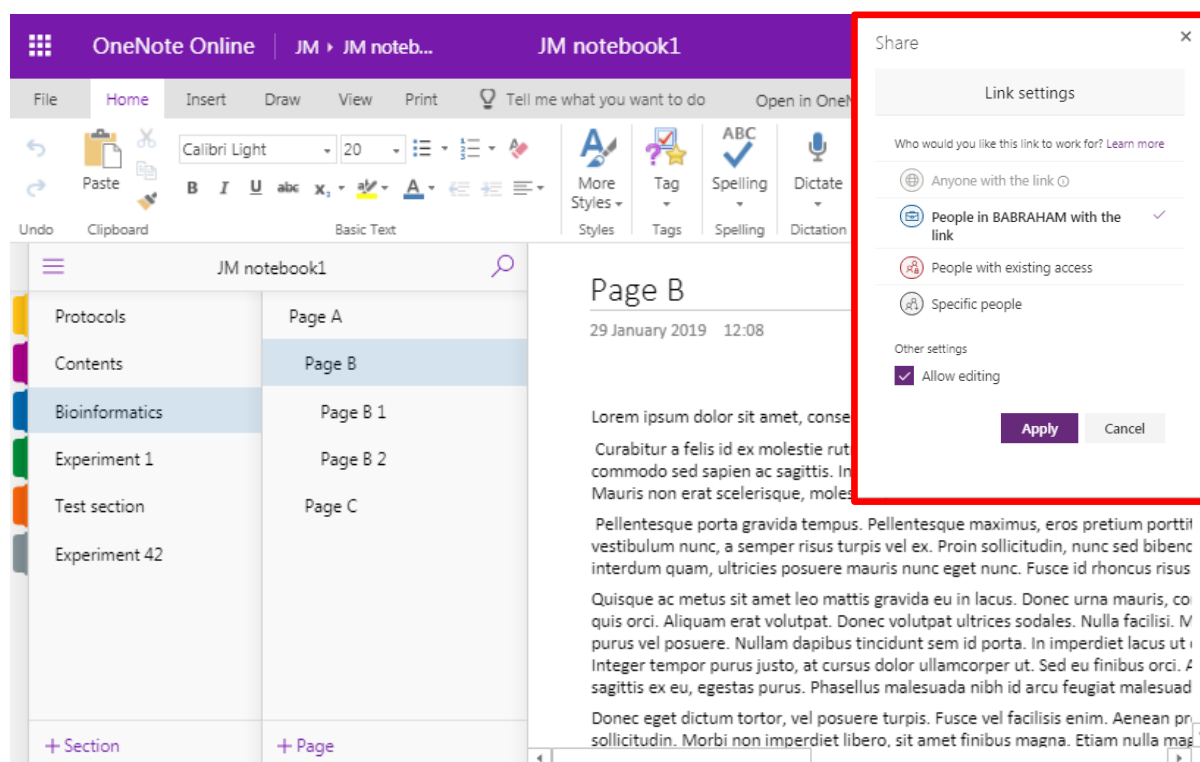 OneNote Online
JM › JM noteb...
JM notebook1
File Home Insert Draw View Print Tell me what you want to do Open in
Calibri Light 20
ABC
Paste
B I U abc x₂ A
More Styles
Tag
Spelling
Dictate
Undo Clipboard Basic Text Styles Tags Spelling Dictation
JM notebook1
Protocols
Contents
Bioinformatics
Experiment 1
Test section
Experiment 42
+ Section
Page A
Page B
Page B 1
Page B 2
Page C
+ Page
Page B
29 January 2019 12:08
Lorem ipsum dolor sit amet,
Curabitur a felis id ex molestie
commodo sed sapien ac sagittis. In
Mauris non erat scelerisque,
Pellentesque porta gravida tempus. Pellentesque maximus, eros pretium
vestibulum nunc, a semper risus turpis vel ex. Proin sollicitudin, nunc sed
interdum quam, ultricies posuere mauris nunc eget nunc. Fusce id rhoncus risus
Quisque ac metus sit amet leo mattis gravida eu in lacus. Donec urna mauris,
quis orci. Aliquam erat volutpat. Donec volutpat ultrices sodales. Nulla facilisi.
purus vel posuere. Nullam dapibus tincidunt sem id porta. In imperdiet lacus ut
Integer tempor purus justo, at cursus dolor ullamcorper ut. Sed eu finibus orci.
sagittis ex eu, egestas purus. Phasellus malesuada nibh id arcu feugiat
Donec eget dictum tortor, vel posuere turpis. Fusce vel facilisis enim. Aenean
sollicitudin. Morbi non imperdiet libero, sit amet finibus magna. Etiam nulla
Share
Link settings
Who would you like this link to work for? Learn more
Anyone with the link
People in BABRAHAM with the
link
People with existing access
Specific people
Other settings
Allow editing
Apply Cancel